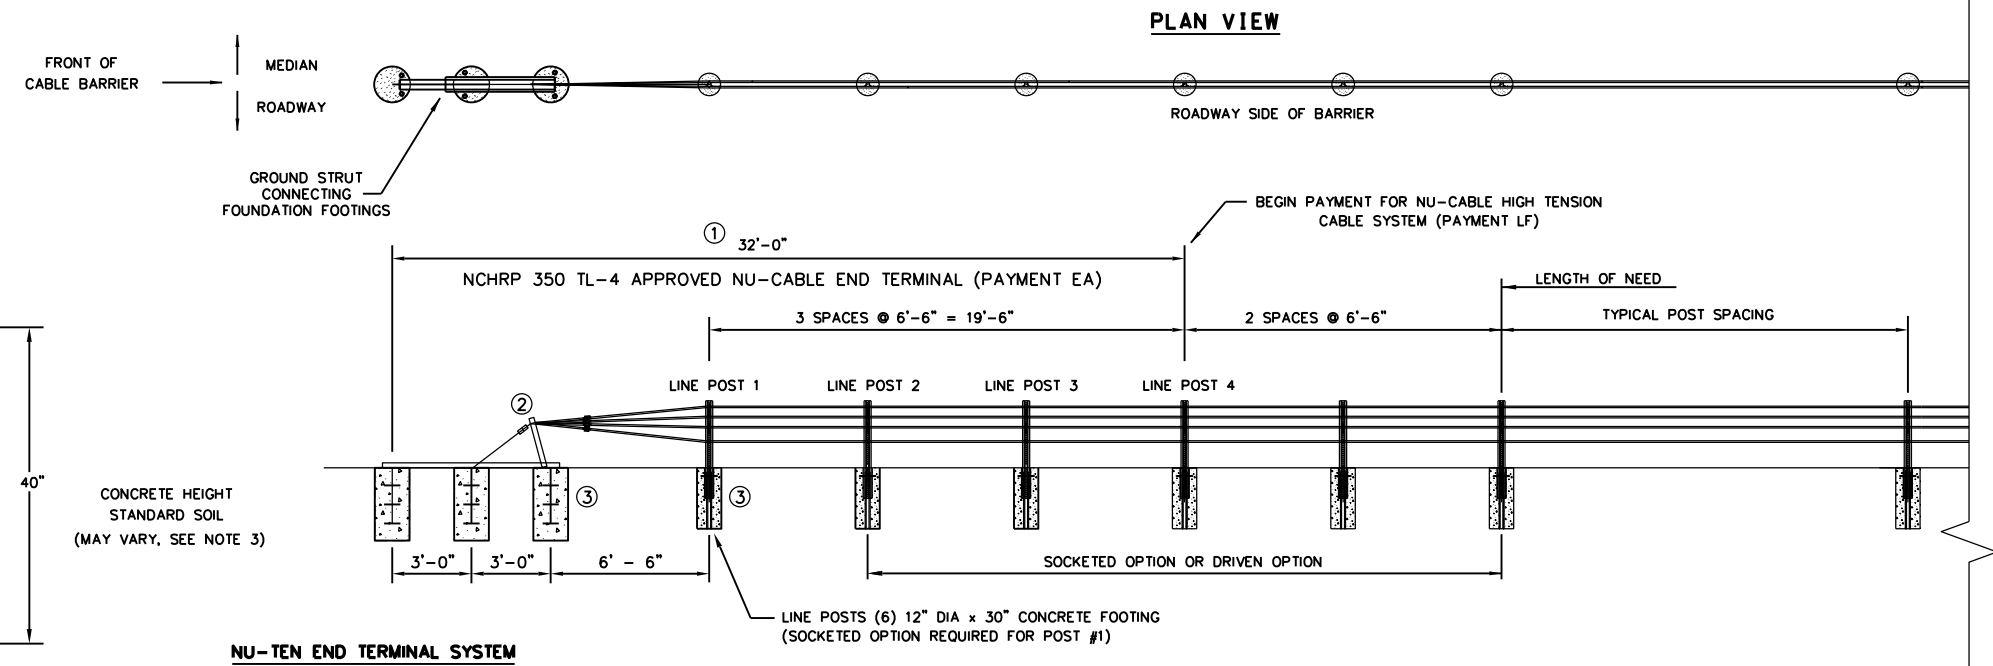 PLAN VIEW
FRONT OF
CABLE BARRIER
MEDIAN
ROADWAY
ROADWAY SIDE OF BARRIER
GROUND STRUT
CONNECTING
FOUNDATION FOOTINGS
BEGIN PAYMENT FOR NU-CABLE HIGH TENSION
CABLE SYSTEM (PAYMENT LF)
1
32'-0"
NCHRP 350 TL-4 APPROVED NU-CABLE END TERMINAL (PAYMENT EA)
LENGTH OF NEED
3 SPACES @ 6'-6" = 19'-6"
2 SPACES @ 6'-6"
TYPICAL POST SPACING
LINE POST 1
LINE POST 2
LINE POST 3
LINE POST 4
2
40"
CONCRETE HEIGHT
STANDARD SOIL
(MAY VARY, SEE NOTE 3)
3
3
3'-0"
3'-0"
6' - 6"
SOCKETED OPTION OR DRIVEN OPTION
LINE POSTS (6) 12" DIA x 30" CONCRETE FOOTING
(SOCKETED OPTION REQUIRED FOR POST #1)
NU-TEN END TERMINAL SYSTEM